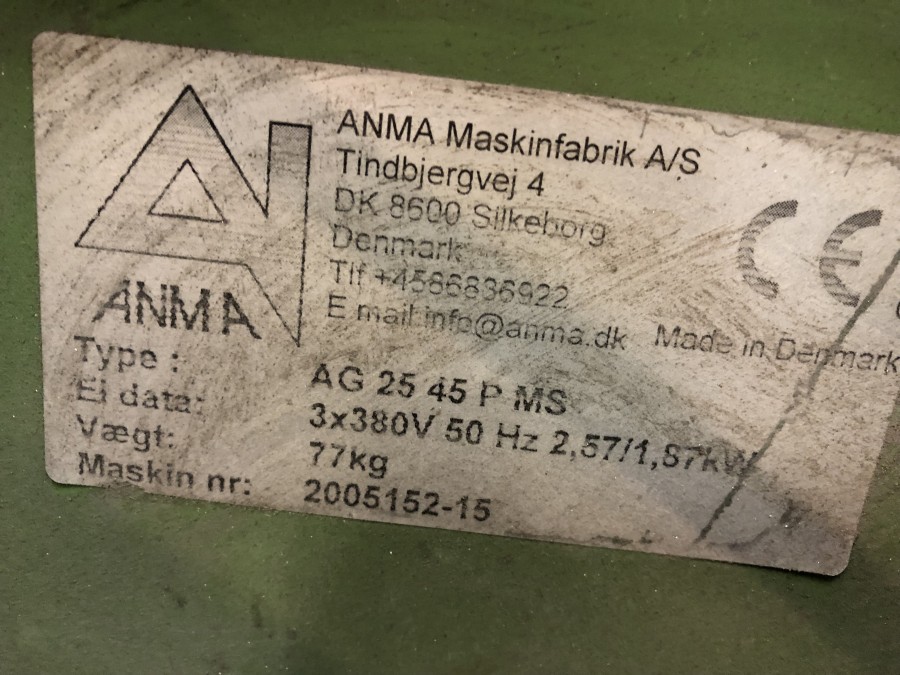 ANMA Maskinfabrik A/S
Tindbjergvej 4
DK 8600 Silkeborg
Denmark
Tlf +4586836922
E mail info@anma.dk Made in Denmark
CE
ANMA
Type : AG 25 45 P MS
El data: 3x380V 50 Hz 2,57/1,87kW
Vægt: 77kg
Maskin nr: 2005152-15